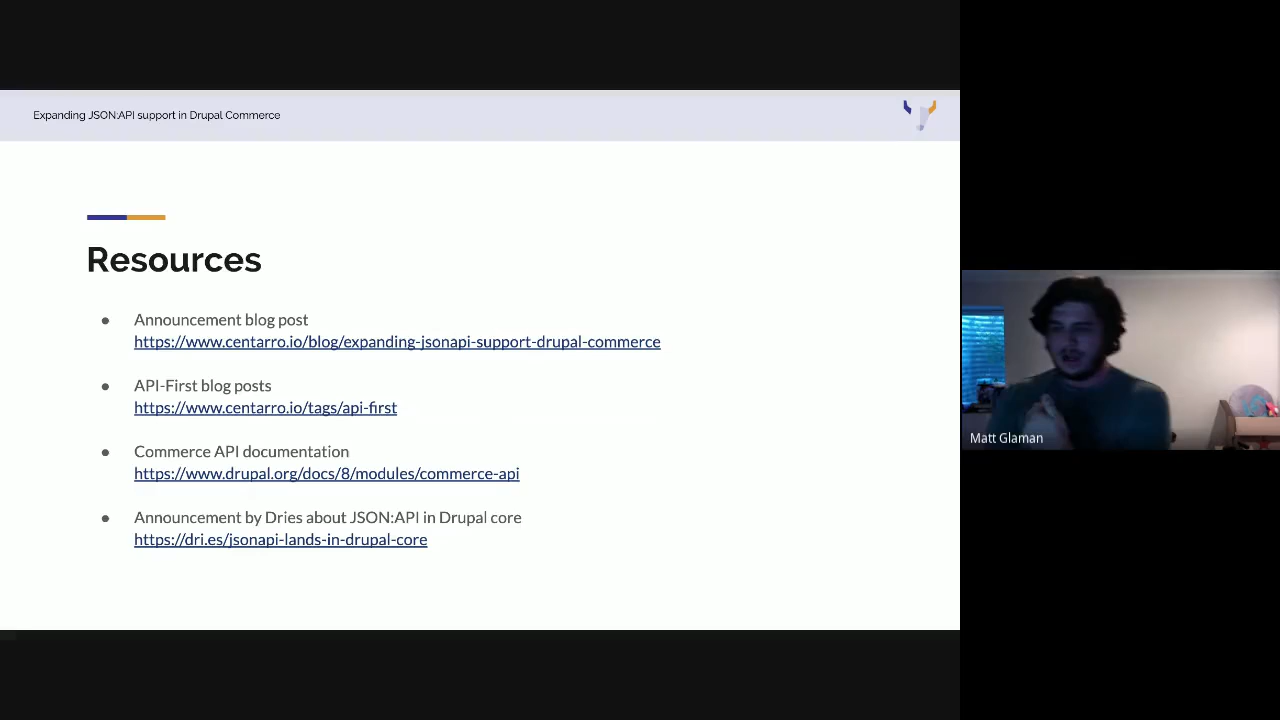 Expanding JSON:API support in Drupal Commerce
Resources
● Announcement blog post
https://www.centarro.io/blog/expanding-jsonapi-support-drupal-commerce
● API-First blog posts
https://www.centarro.io/tags/api-first
● Commerce API documentation
https://www.drupal.org/docs/8/modules/commerce-api
● Announcement by Dries about JSON:API in Drupal core
https://dri.es/jsonapi-lands-in-drupal-core
Matt Glaman